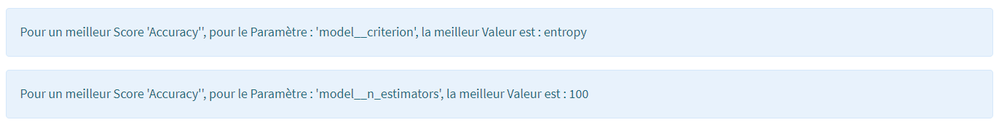 Pour un meilleur Score 'Accuracy'', pour le Paramètre : 'model__criterion', la meilleur Valeur est : entropy
Pour un meilleur Score 'Accuracy'', pour le Paramètre : 'model__n_estimators', la meilleur Valeur est : 100